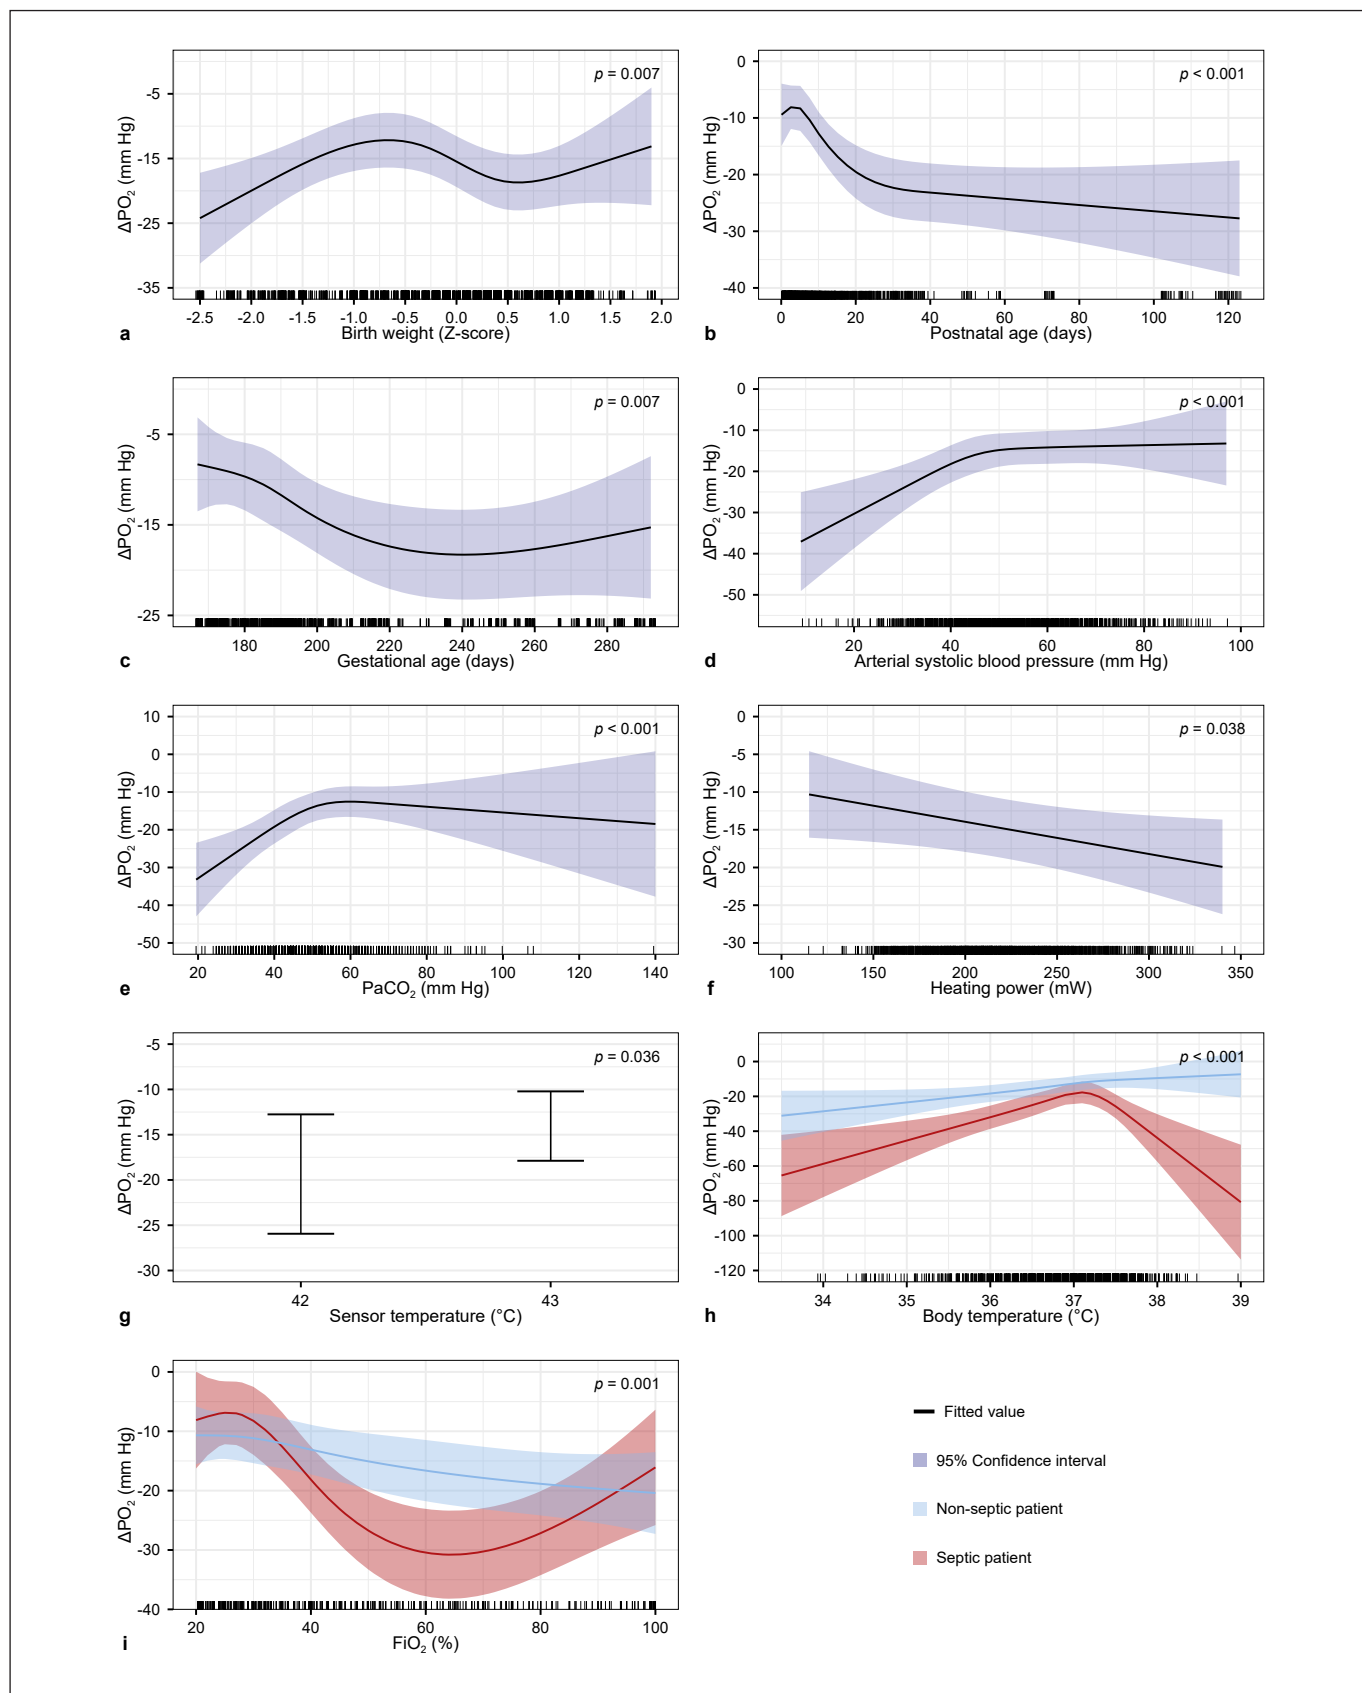 p = 0.007
-5
-15
-25
-35
ΔPO₂ (mm Hg)
-2.5 -2.0 -1.5 -1.0 -0.5 0.0 0.5 1.0 1.5 2.0
Birth weight (Z-score)
a
p < 0.001
0
-10
-20
-30
-40
ΔPO₂ (mm Hg)
0 20 40 60 80 100 120
Postnatal age (days)
b
p = 0.007
-5
-15
-25
ΔPO₂ (mm Hg)
180 200 220 240 260 280
Gestational age (days)
c
p < 0.001
0
-10
-20
-30
-40
-50
ΔPO₂ (mm Hg)
20 40 60 80 100
Arterial systolic blood pressure (mm Hg)
d
p < 0.001
10
0
-10
-20
-30
-40
-50
ΔPO₂ (mm Hg)
20 40 60 80 100 120 140
PaCO₂ (mm Hg)
e
p = 0.038
0
-5
-10
-15
-20
-25
-30
ΔPO₂ (mm Hg)
100 150 200 250 300 350
Heating power (mW)
f
p = 0.036
-5
-10
-15
-20
-25
-30
ΔPO₂ (mm Hg)
42 43
Sensor temperature (°C)
g
p < 0.001
0
-20
-40
-60
-80
-100
-120
ΔPO₂ (mm Hg)
34 35 36 37 38 39
Body temperature (°C)
h
p = 0.001
0
-10
-20
-30
-40
ΔPO₂ (mm Hg)
20 40 60 80 100
FiO₂ (%)
i
Fitted value
95% Confidence interval
Non-septic patient
Septic patient